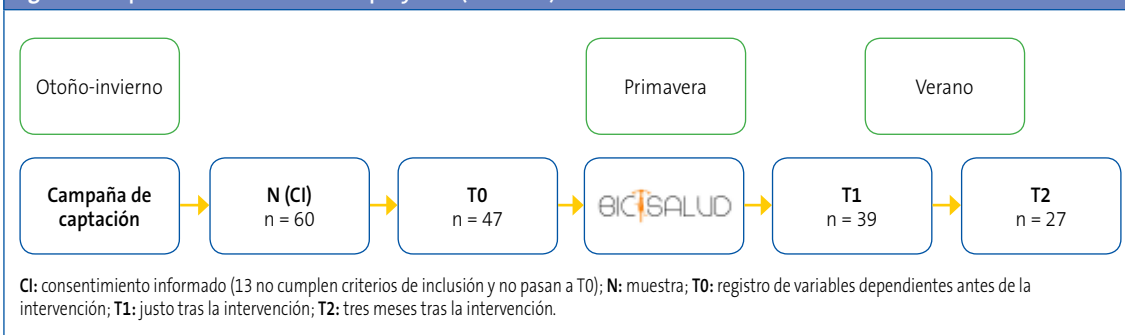 Otoño-invierno
Primavera
Verano
Campaña de
captación
N (CI)
n = 60
T0
n = 47
BICISALUD
T1
n = 39
T2
n = 27
CI: consentimiento informado (13 no cumplen criterios de inclusión y no pasan a T0); N: muestra; T0: registro de variables dependientes antes de la
intervención; T1: justo tras la intervención; T2: tres meses tras la intervención.